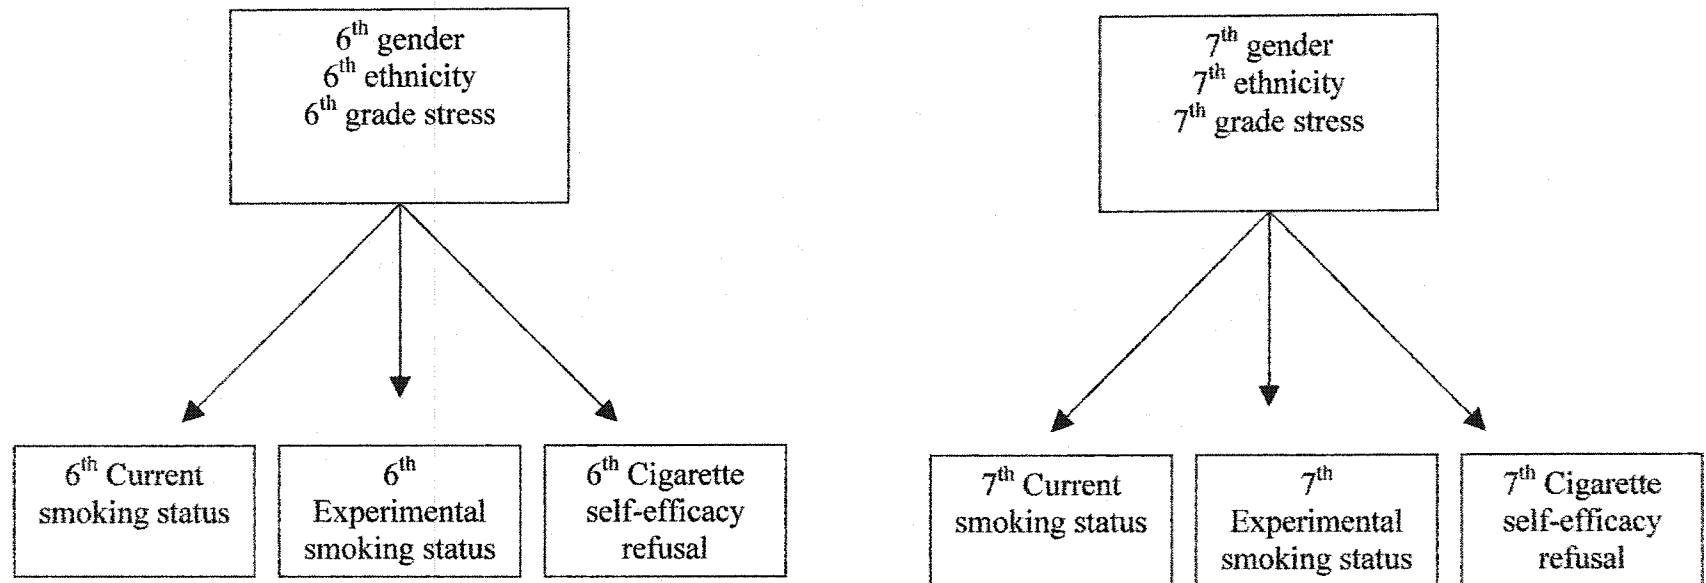 6th gender
6th ethnicity
6th grade stress
6th Current
smoking status
6th
Experimental
smoking status
6th Cigarette
self-efficacy
refusal
7th gender
7th ethnicity
7th grade stress
7th Current
smoking status
7th
Experimental
smoking status
7th Cigarette
self-efficacy
refusal